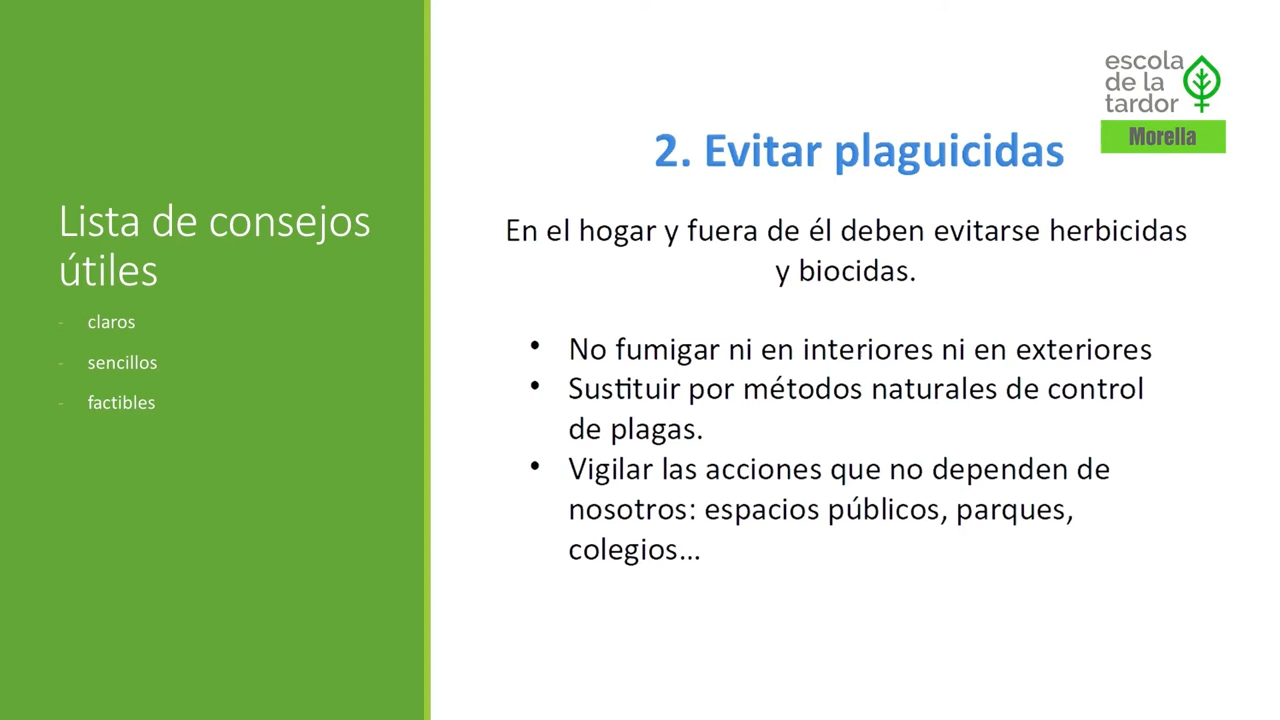 Lista de consejos
útiles
- claros
- sencillos
- factibles
escola
de la
tardor
Morella
2. Evitar plaguicidas
En el hogar y fuera de él deben evitarse herbicidas
y biocidas.
• No fumigar ni en interiores ni en exteriores
• Sustituir por métodos naturales de control
de plagas.
• Vigilar las acciones que no dependen de
nosotros: espacios públicos, parques,
colegios...